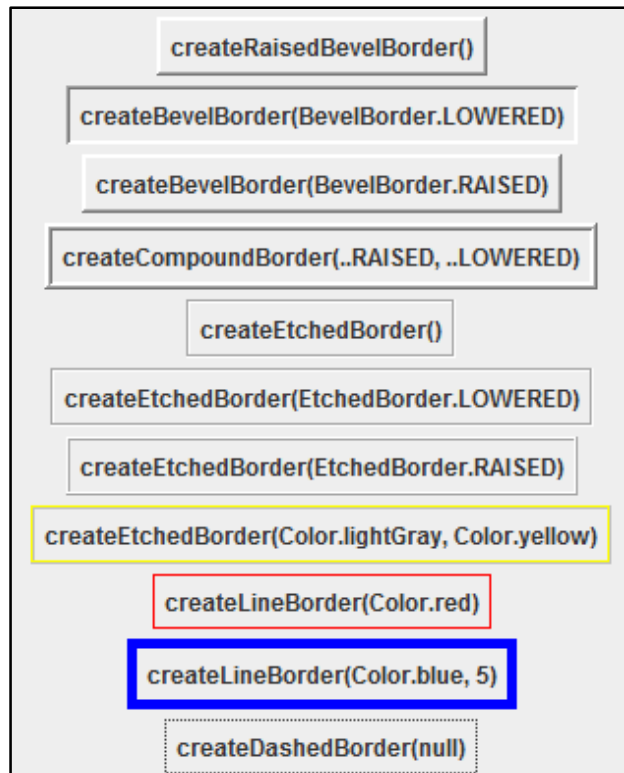 createRaisedBevelBorder()
createBevelBorder(BevelBorder.LOWERED)
createBevelBorder(BevelBorder.RAISED)
createCompoundBorder(..RAISED, ..LOWERED)
createEtchedBorder()
createEtchedBorder(EtchedBorder.LOWERED)
createEtchedBorder(EtchedBorder.RAISED)
createEtchedBorder(Color.lightGray, Color.yellow)
createLineBorder(Color.red)
createLineBorder(Color.blue, 5)
createDashedBorder(null)